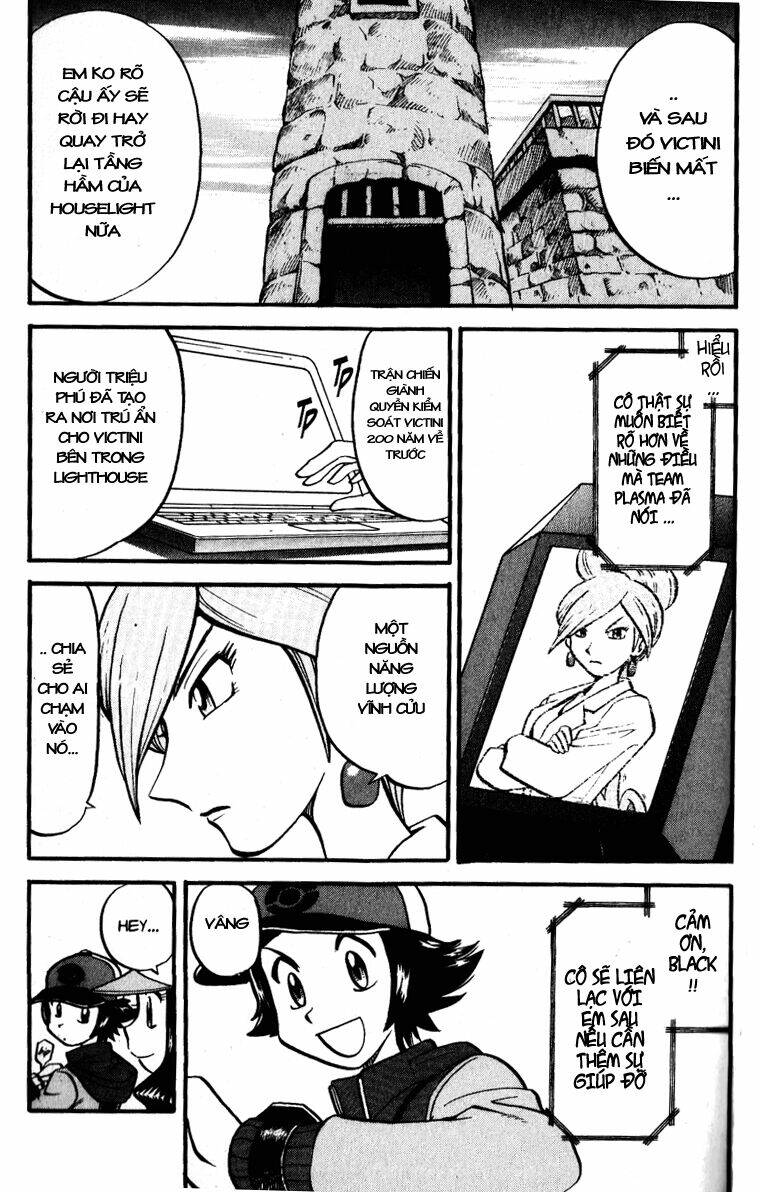 ..
VÀ SAU
ĐÓ VICTINI
BIẾN MẤT
...
EM KO RÕ
CẬU ẤY SẼ
RỜI ĐI HAY
QUAY TRỞ
LẠI TẦNG
HẦM CỦA
HOUSELIGHT
NỮA
HIỂU
RỒI
...
CÔ THẬT SỰ
MUỐN BIẾT
RÕ HƠN VỀ
NHỮNG ĐIỀU
MÀ TEAM
PLASMA ĐÃ
NÓI ...
TRẬN CHIẾN
GIÀNH
QUYỀN KIỂM
SOÁT VICTINI
200 NĂM VỀ
TRƯỚC
NGƯỜI TRIỆU
PHÚ ĐÃ TẠO
RA NƠI TRÚ ẨN
CHO VICTINI
BÊN TRONG
LIGHTHOUSE
MỘT
NGUỒN
NĂNG
LƯỢNG
VĨNH CỬU
.. CHIA
SẺ
CHO AI
CHẠM
VÀO
NÓ...
CẢM
ƠN,
BLACK
!!
CÔ SẼ LIÊN
LẠC VỚI
EM SAU
NẾU CẦN
THÊM SỰ
GIÚP ĐỠ
VÂNG
HEY...